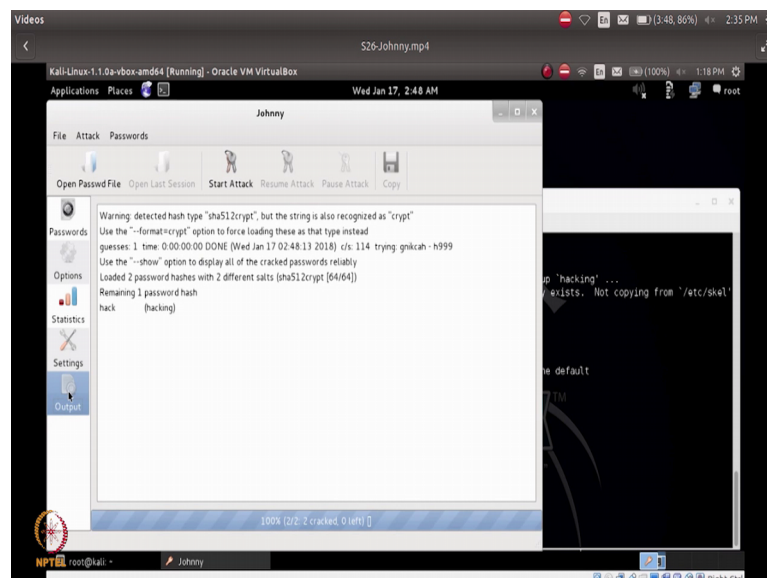 Videos
En (3:48, 86%) 2:35 PM
S26-Johnny.mp4
Kali-Linux-1.1.0a-vbox-amd64 [Running] - Oracle VM VirtualBox
En (100%) 1:18 PM
Applications Places Wed Jan 17, 2:48 AM root
Johnny
File Attack Passwords
Open Passwd File Open Last Session Start Attack Resume Attack Pause Attack Copy
Passwords
Options
Statistics
Settings
Output
Warning: detected hash type "sha512crypt", but the string is also recognized as "crypt"
Use the "--format=crypt" option to force loading these as that type instead
guesses: 1 time: 0:00:00:00 DONE (Wed Jan 17 02:48:13 2018) c/s: 114 trying: gnikcah - h999
Use the "--show" option to display all of the cracked passwords reliably
Loaded 2 password hashes with 2 different salts (sha512crypt [64/64])
Remaining 1 password hash
hack (hacking)
up `hacking' ...
exists. Not copying from `/etc/skel'
he default
TM
100% (2/2: 2 cracked, 0 left) []
NPTEL root@kali: ~ Johnny